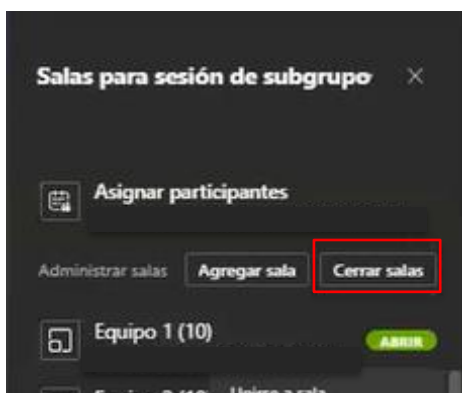 Salas para sesión de subgrupo
Asignar participantes
Administrar salas Agregar sala Cerrar salas
Equipo 1 (10) ABRIR
Unirse a sala